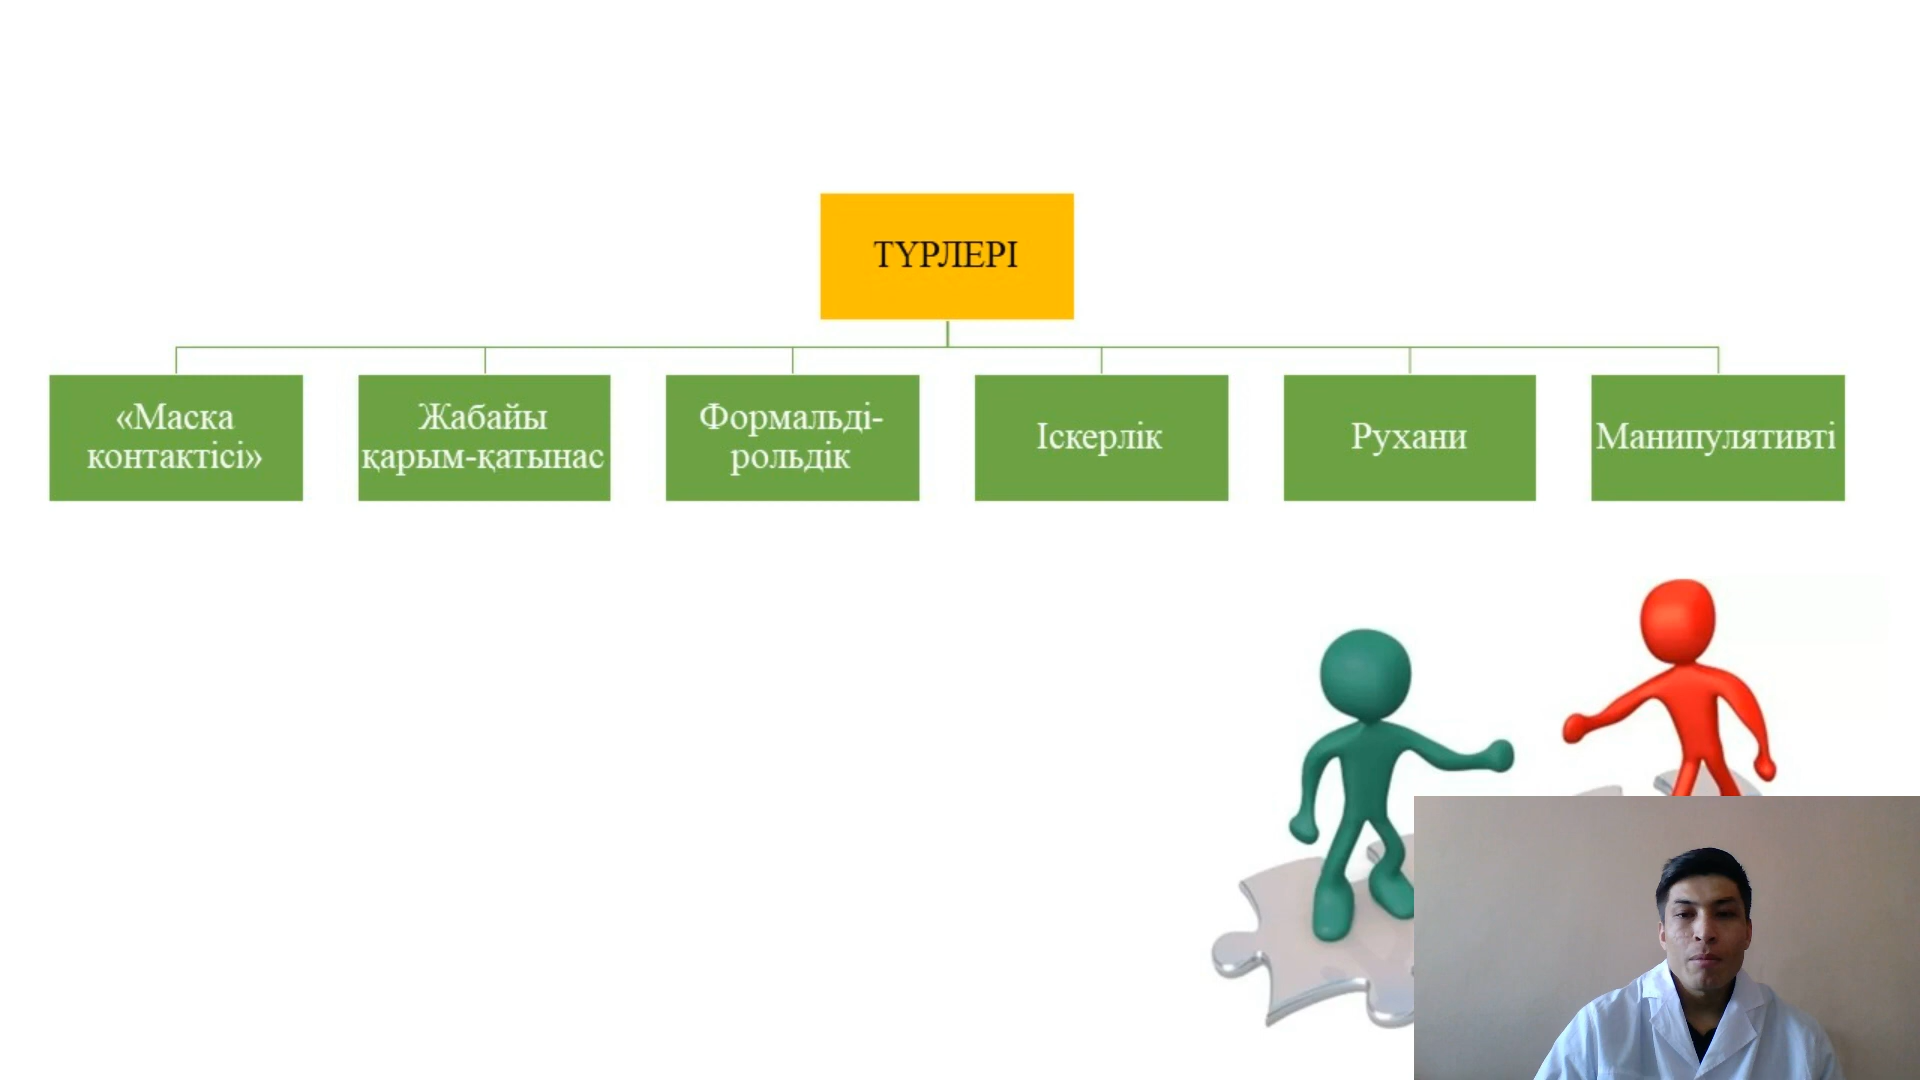 ТҮРЛЕРІ
«Маска
контактісі»
Жабайы
қарым-қатынас
Формальді-
рольдік
Іскерлік
Рухани
Манипулятивті